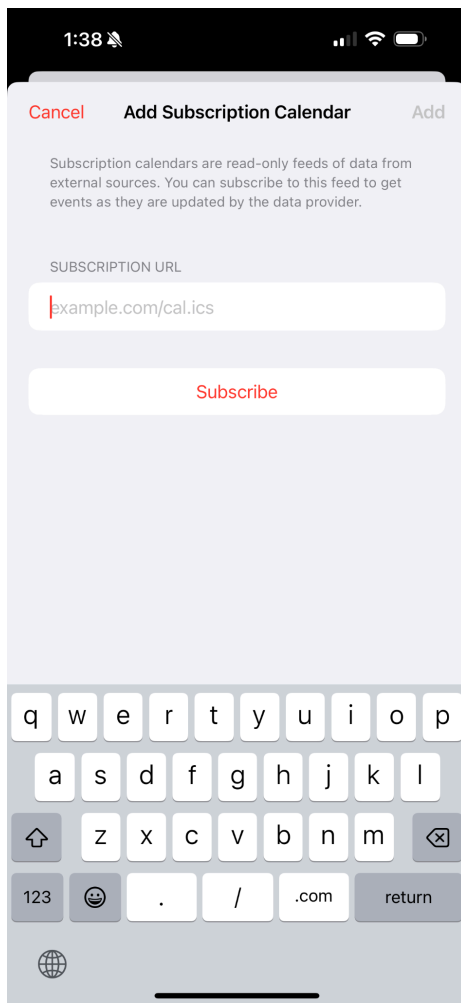 1:38
Cancel Add Subscription Calendar Add
Subscription calendars are read-only feeds of data from
external sources. You can subscribe to this feed to get
events as they are updated by the data provider.
SUBSCRIPTION URL
example.com/cal.ics
Subscribe
q w e r t y u i o p
a s d f g h j k l
z x c v b n m
123 . / .com return